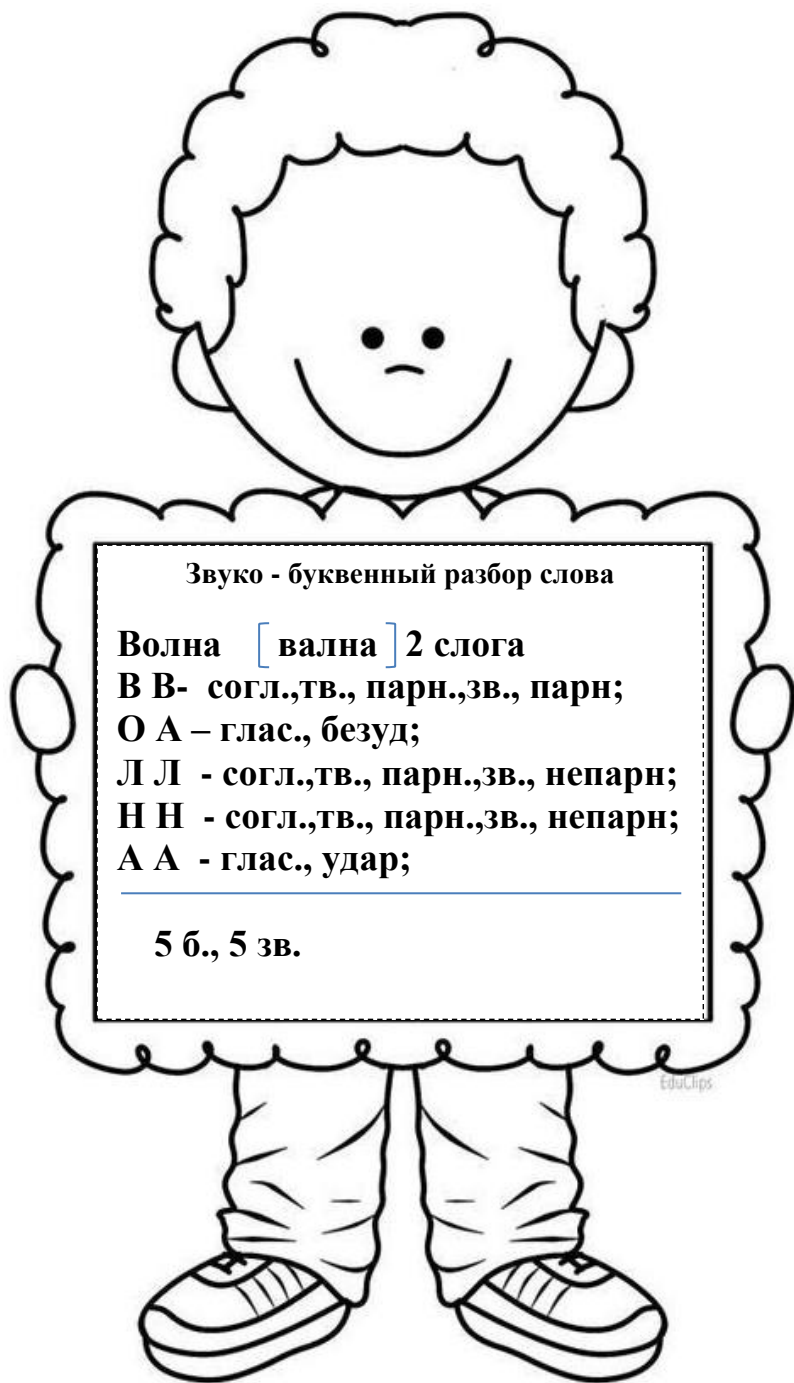 Звуко - буквенный разбор слова
Волна [ вална ] 2 слога
В В- согл.,тв., парн.,зв., парн;
О А – глас., безуд;
Л Л - согл.,тв., парн.,зв., непарн;
Н Н - согл.,тв., парн.,зв., непарн;
А А - глас., удар;
5 б., 5 зв.
EduClips